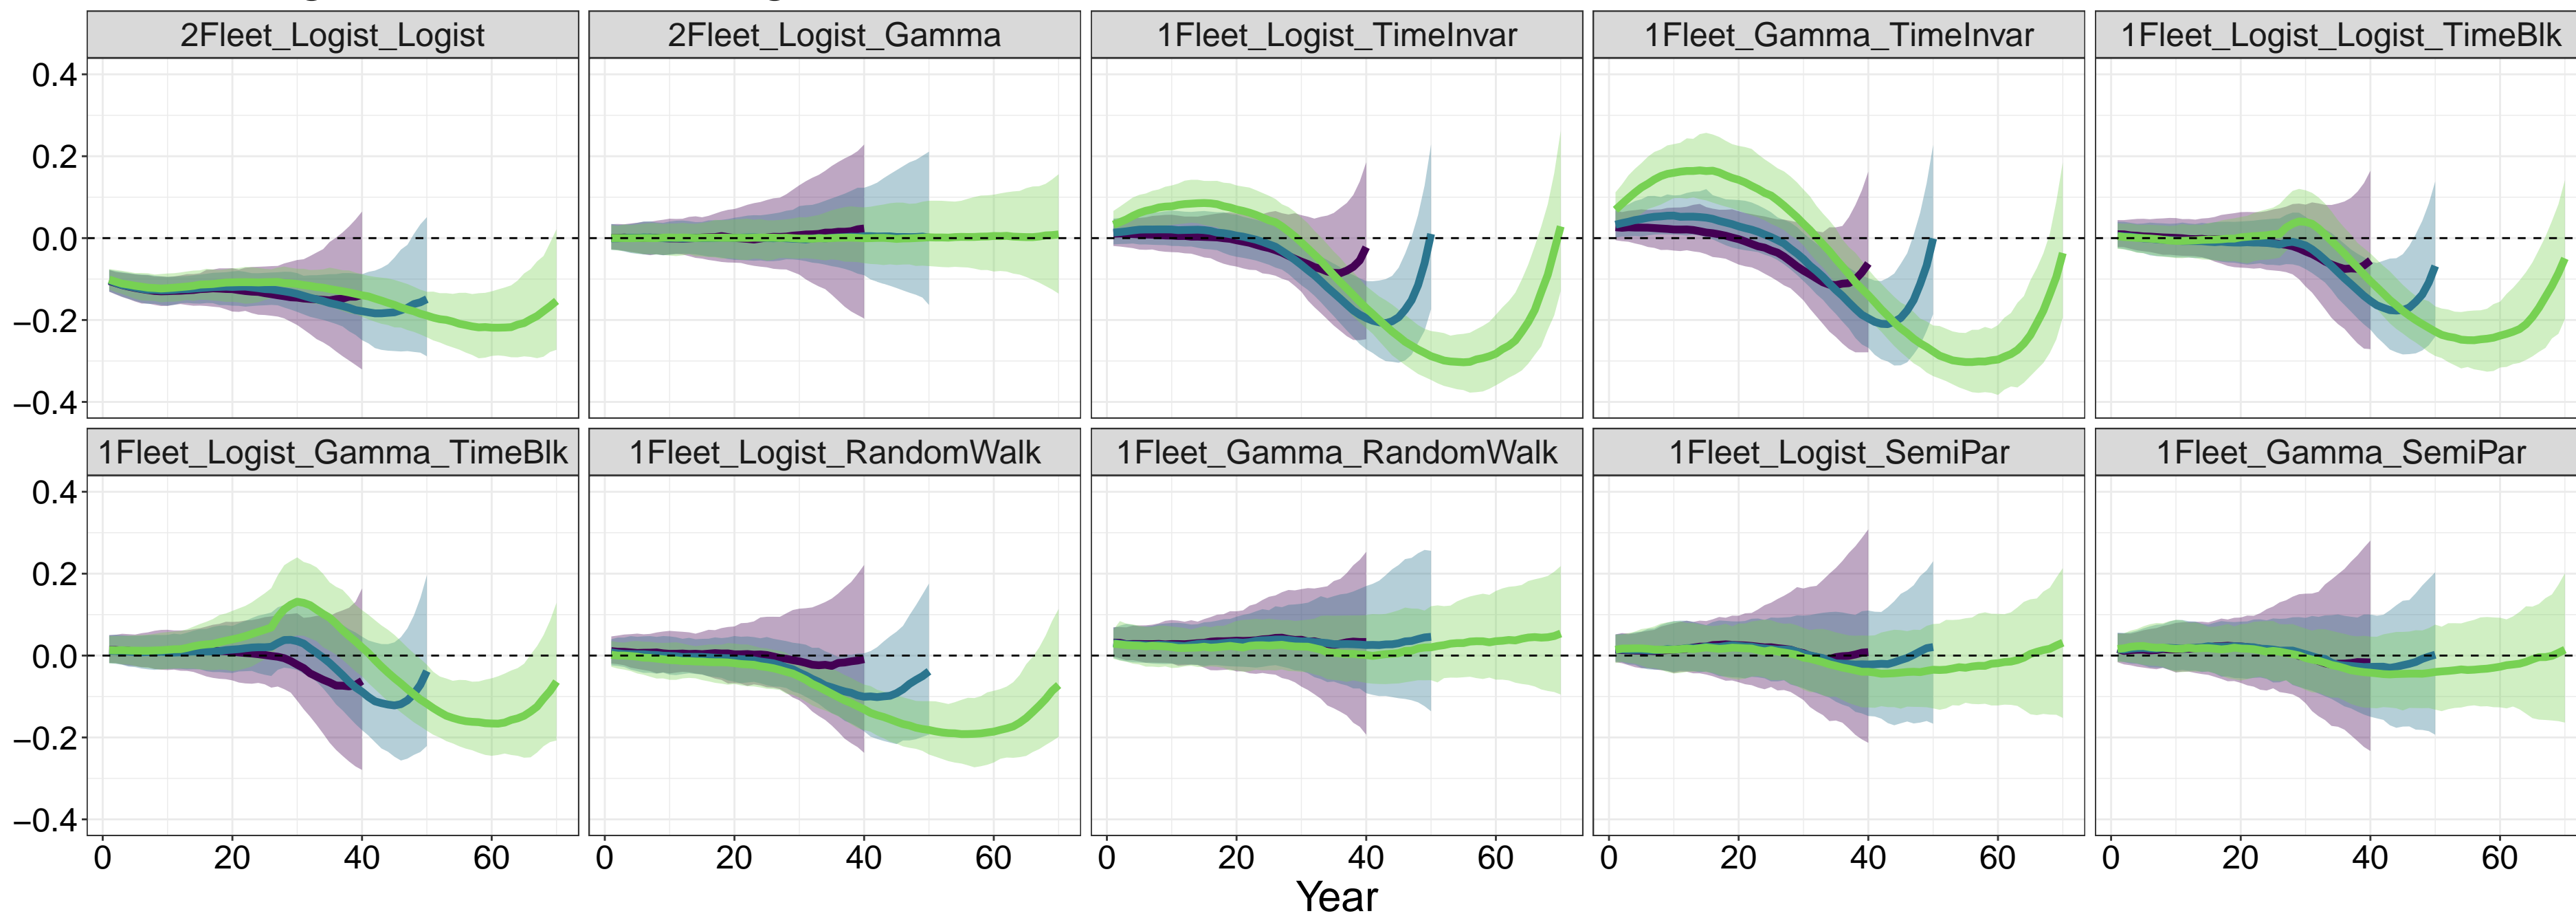 2Fleet_Logist_Logist 2Fleet_Logist_Gamma 1Fleet_Logist_TimeInvar 1Fleet_Gamma_TimeInvar 1Fleet_Logist_Logist_TimeBlk
0.4
0.2
0.0
−0.2
−0.4
1Fleet_Logist_Gamma_TimeBlk 1Fleet_Logist_RandomWalk 1Fleet_Gamma_RandomWalk 1Fleet_Logist_SemiPar 1Fleet_Gamma_SemiPar
0.4
0.2
0.0
−0.2
−0.4
0 20 40 60 0 20 40 60 0 20 40 60 0 20 40 60 0 20 40 60
Year